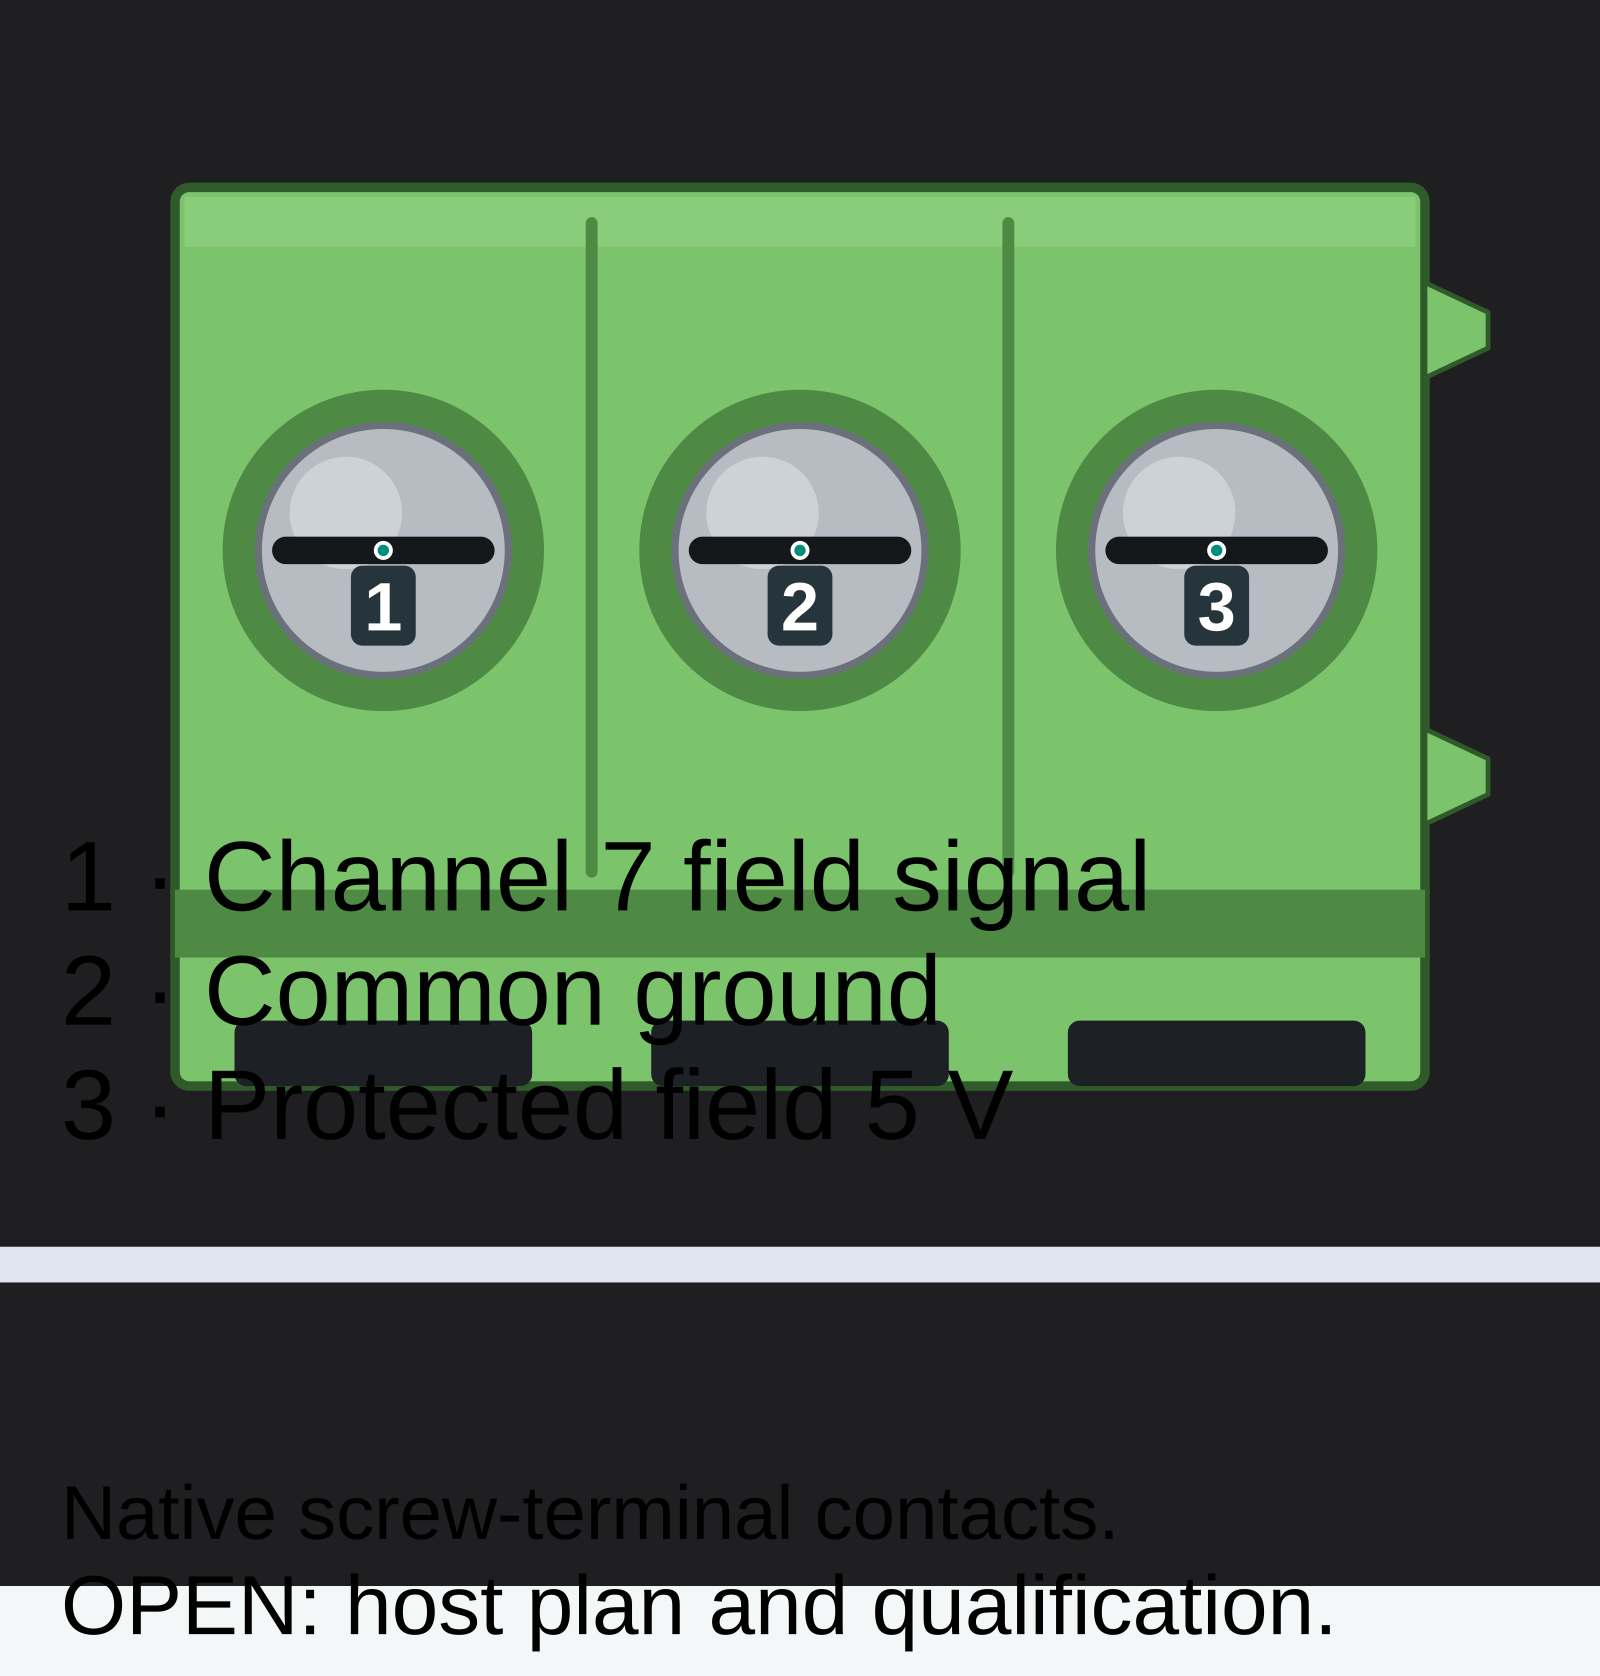 1 2 3
1 · Channel 7 field signal
2 · Common ground
3 · Protected field 5 V
Native screw-terminal contacts.
OPEN: host plan and qualification.